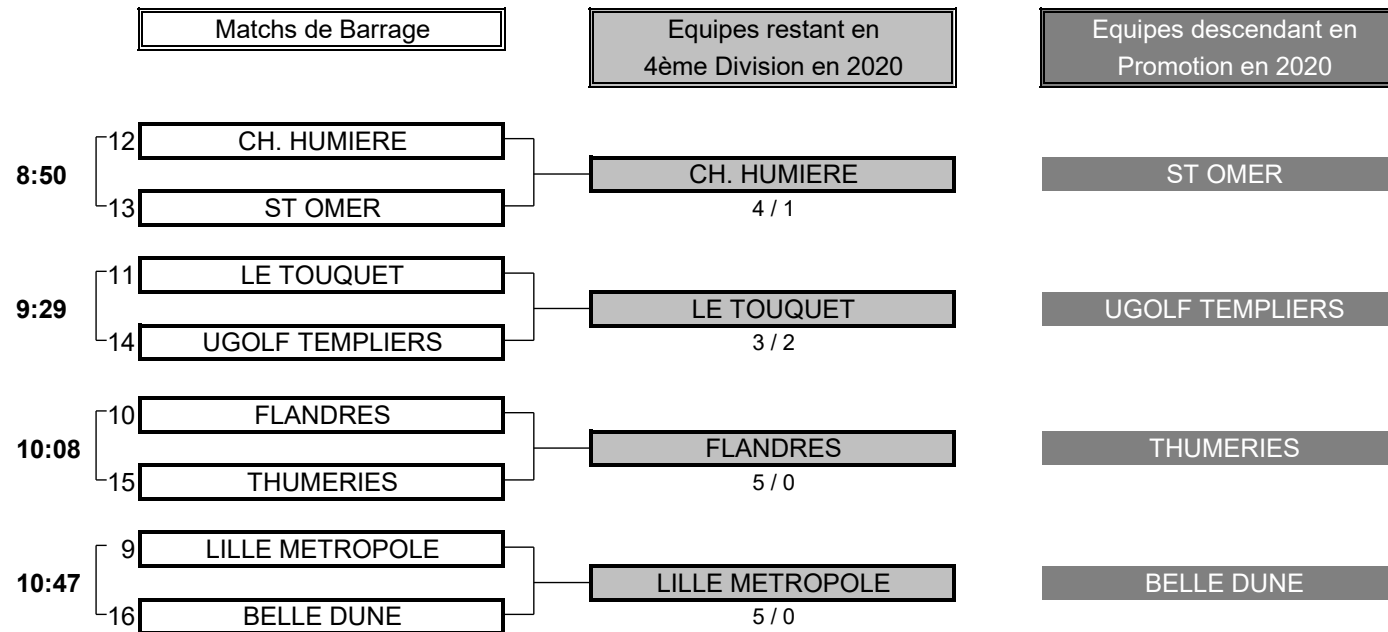 Matchs de Barrage
Equipes restant en
4ème Division en 2020
Equipes descendant en
Promotion en 2020
12 CH. HUMIERE
8:50 CH. HUMIERE ST OMER
13 ST OMER 4 / 1
11 LE TOUQUET
9:29 LE TOUQUET UGOLF TEMPLIERS
14 UGOLF TEMPLIERS 3 / 2
10 FLANDRES
10:08 FLANDRES THUMERIES
15 THUMERIES 5 / 0
9 LILLE METROPOLE
10:47 LILLE METROPOLE BELLE DUNE
16 BELLE DUNE 5 / 0